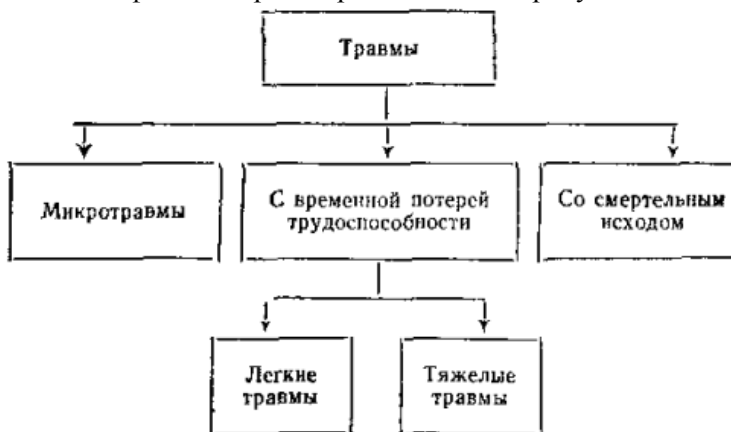 Травмы
Микротравмы
С временной потерей
трудоспособности
Со смертельным
исходом
Легкие
травмы
Тяжелые
травмы